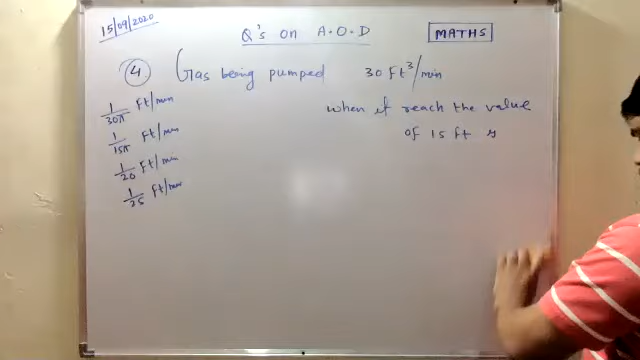 15/09/2020
Q's on A.O.D
MATHS
4 Gas being pumped 30 ft³/min
when it reach the value
of 15 ft is
1/30π ft/min
1/15π ft/min
1/20 ft/min
1/25 ft/min